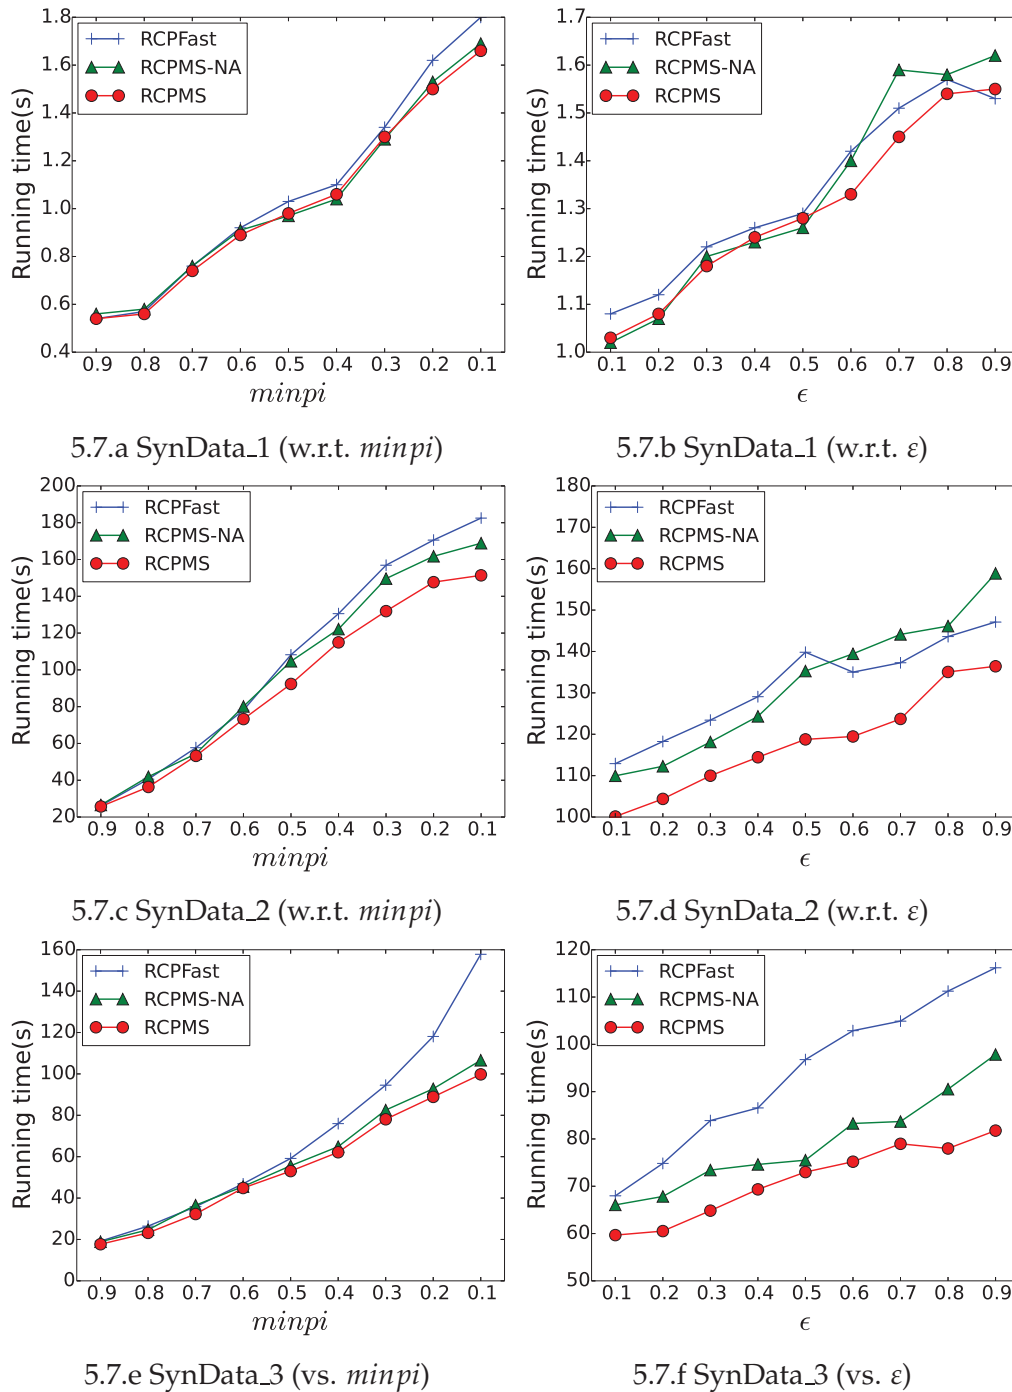 1.8
1.6
1.4
1.2
1.0
0.8
0.6
0.4
Running time(s)
RCPFast
RCPMS-NA
RCPMS
0.9 0.8 0.7 0.6 0.5 0.4 0.3 0.2 0.1
minpi
5.7.a SynData_1 (w.r.t. minpi)
1.7
1.6
1.5
1.4
1.3
1.2
1.1
1.0
Running time(s)
RCPFast
RCPMS-NA
RCPMS
0.1 0.2 0.3 0.4 0.5 0.6 0.7 0.8 0.9
ϵ
5.7.b SynData_1 (w.r.t. ε)
200
180
160
140
120
100
80
60
40
20
Running time(s)
RCPFast
RCPMS-NA
RCPMS
0.9 0.8 0.7 0.6 0.5 0.4 0.3 0.2 0.1
minpi
5.7.c SynData_2 (w.r.t. minpi)
180
170
160
150
140
130
120
110
100
Running time(s)
RCPFast
RCPMS-NA
RCPMS
0.1 0.2 0.3 0.4 0.5 0.6 0.7 0.8 0.9
ϵ
5.7.d SynData_2 (w.r.t. ε)
160
140
120
100
80
60
40
20
0
Running time(s)
RCPFast
RCPMS-NA
RCPMS
0.9 0.8 0.7 0.6 0.5 0.4 0.3 0.2 0.1
minpi
5.7.e SynData_3 (vs. minpi)
120
110
100
90
80
70
60
50
Running time(s)
RCPFast
RCPMS-NA
RCPMS
0.1 0.2 0.3 0.4 0.5 0.6 0.7 0.8 0.9
ϵ
5.7.f SynData_3 (vs. ε)